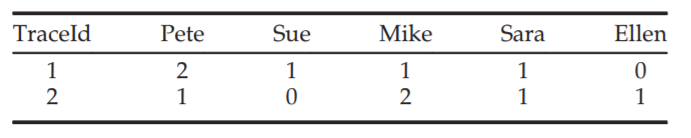 TraceId Pete Sue Mike Sara Ellen
1 2 1 1 1 0
2 1 0 2 1 1